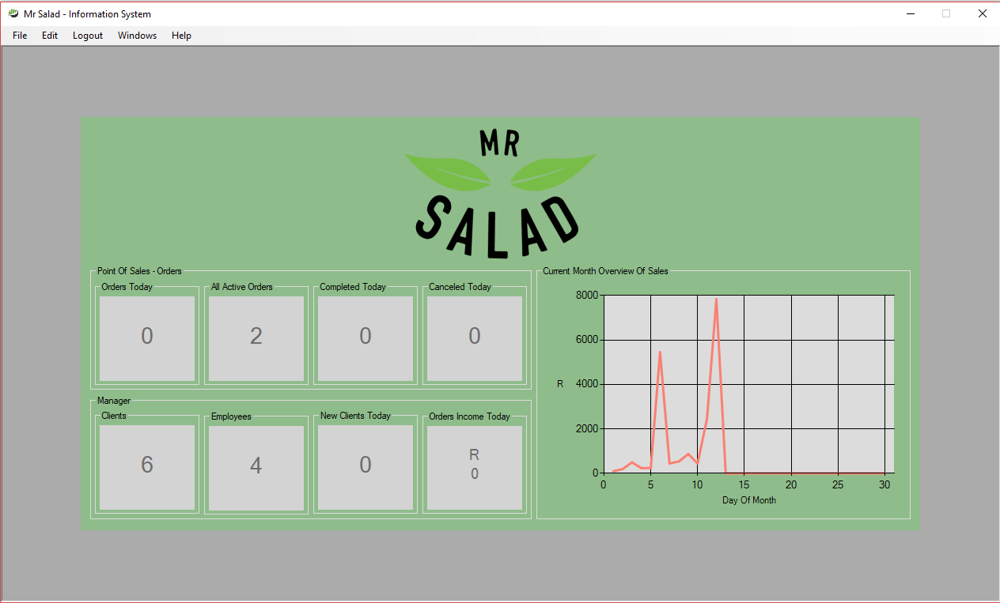 Mr Salad - Information System
File Edit Logout Windows Help
MR
SALAD
Point Of Sales - Orders
Orders Today
0
All Active Orders
2
Completed Today
0
Canceled Today
0
Manager
Clients
6
Employees
4
New Clients Today
0
Orders Income Today
R
0
Current Month Overview Of Sales
8000
6000
R 4000
2000
0
0 5 10 15 20 25 30
Day Of Month